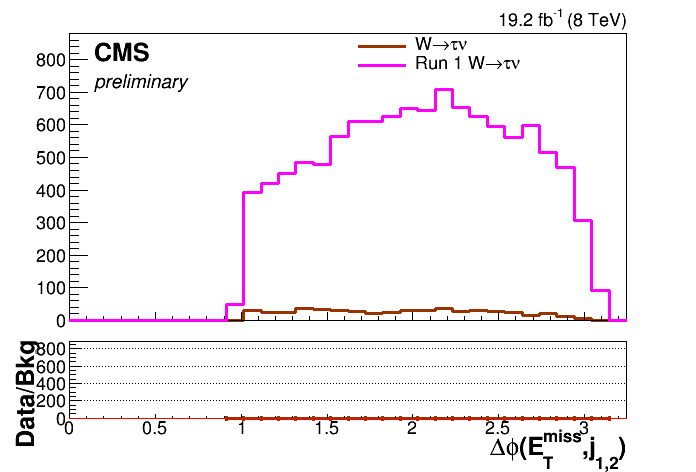 19.2 fb⁻¹ (8 TeV)
CMS
preliminary
W→τν
Run 1 W→τν
800
700
600
500
400
300
200
100
0
Data/Bkg
800
600
400
200
0
0 0.5 1 1.5 2 2.5 3
Δϕ(E_T^miss,j_1,2)